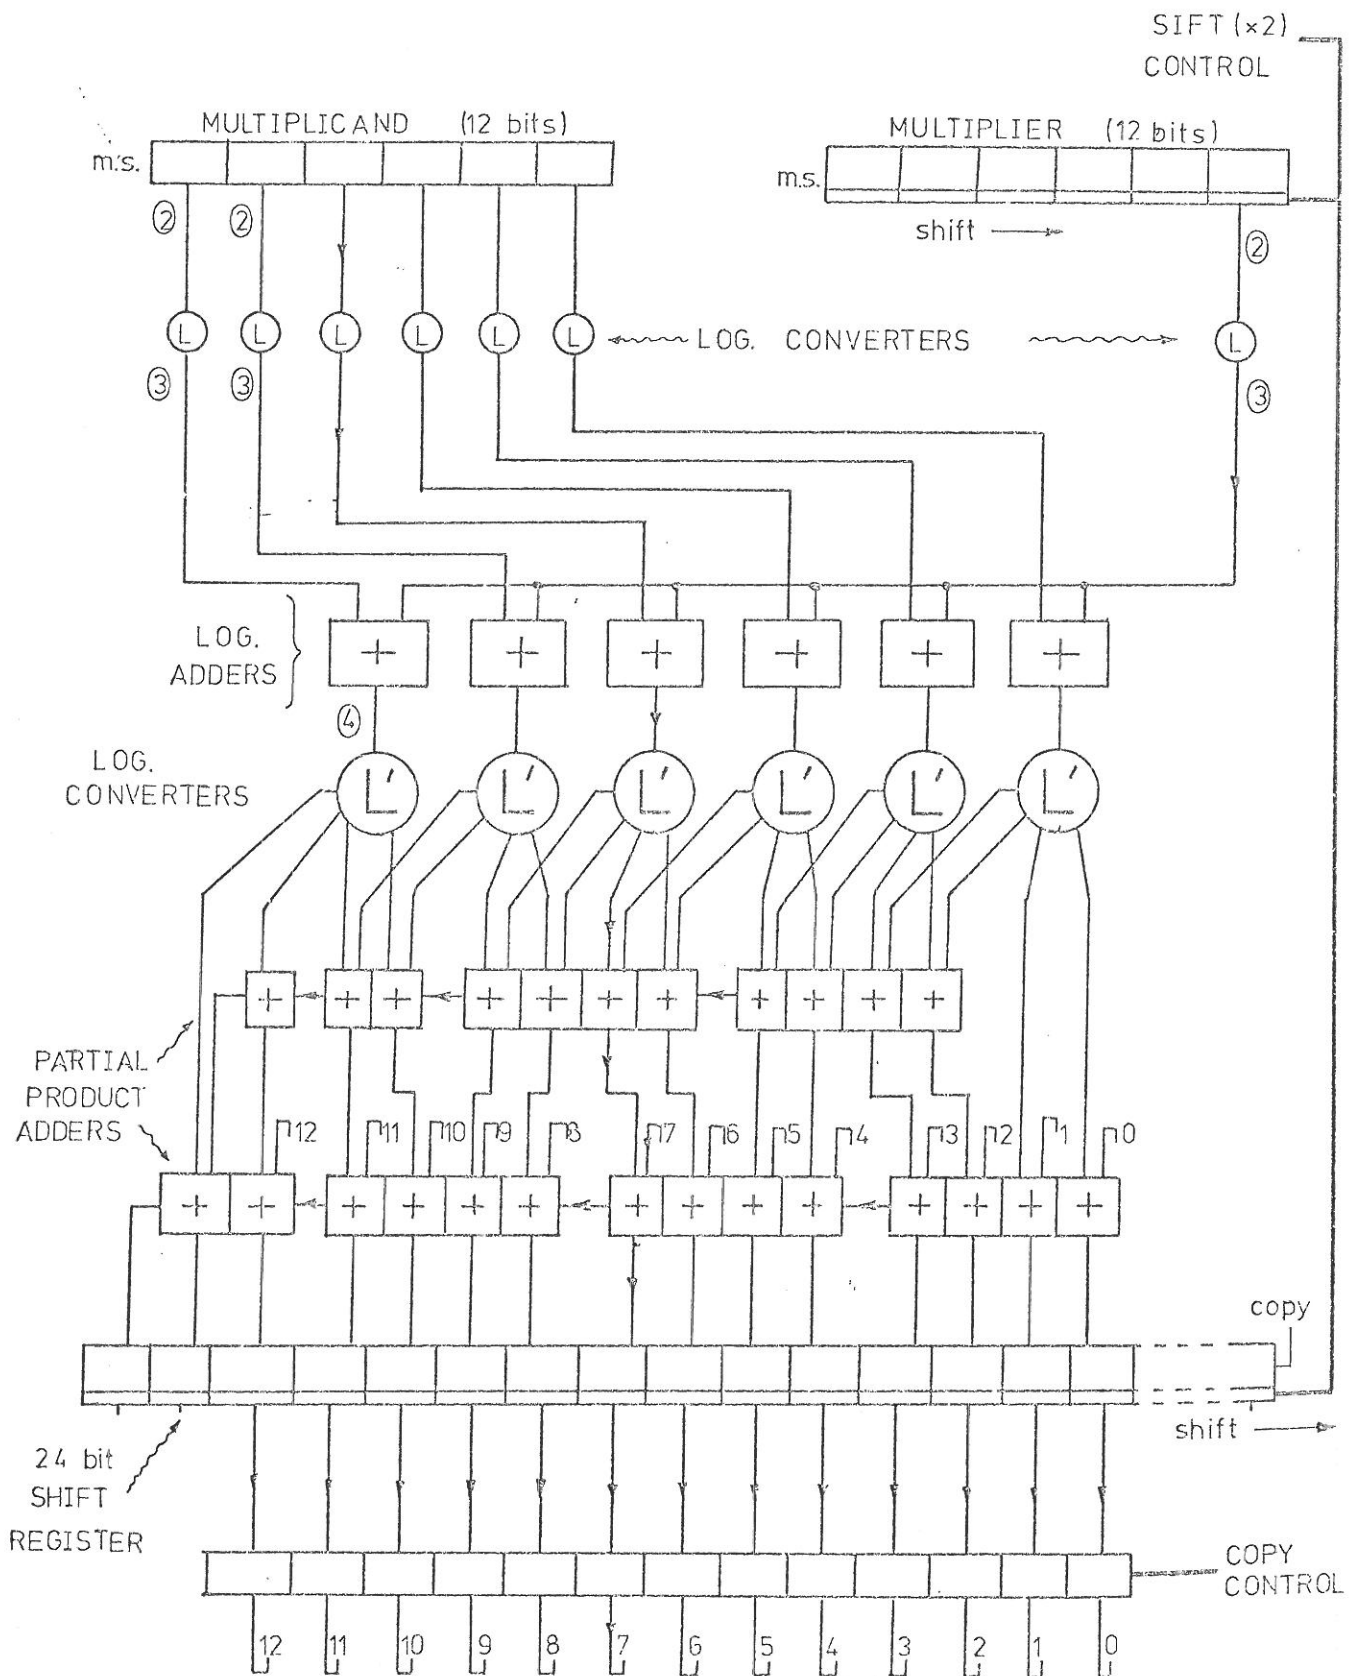 SIFT (×2)
CONTROL
MULTIPLICAND (12 bits)
m.s.
MULTIPLIER (12 bits)
m.s.
shift
② ② ②
L L L L L L
LOG. CONVERTERS
L
③ ③ ③
LOG.
ADDERS
+ + + + + +
④
LOG.
CONVERTERS
L' L' L' L' L' L'
+ + + + + + + + + + +
PARTIAL
PRODUCT
ADDERS
12 11 10 9 8 7 6 5 4 3 2 1 0
+ + + + + + + + + + + + + +
copy
shift
24 bit
SHIFT
REGISTER
COPY
CONTROL
12 11 10 9 8 7 6 5 4 3 2 1 0